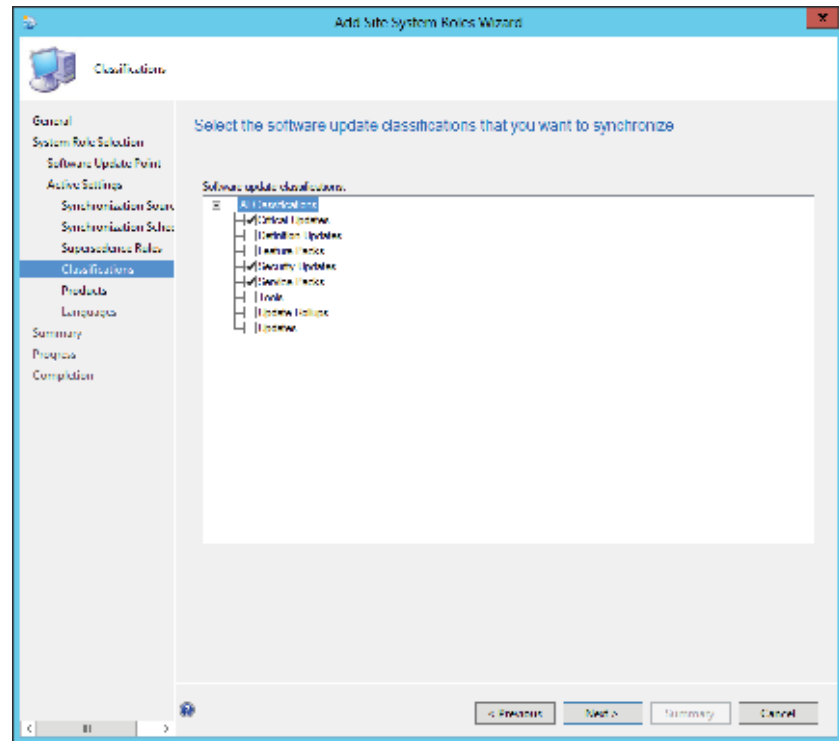 Add Site System Roles Wizard
x
Classifications
General
System Role Selection
Software Update Point
Active Settings
Synchronization Sourc
Synchronization Sched
Supersedence Rules
Classifications
Products
Languages
Summary
Progress
Completion
Select the software update classifications that you want to synchronize
Software update classifications:
All Classifications
Critical Updates
Definition Updates
Feature Packs
Security Updates
Service Packs
Tools
Update Rollups
Updates
< Previous
Next >
Summary
Cancel